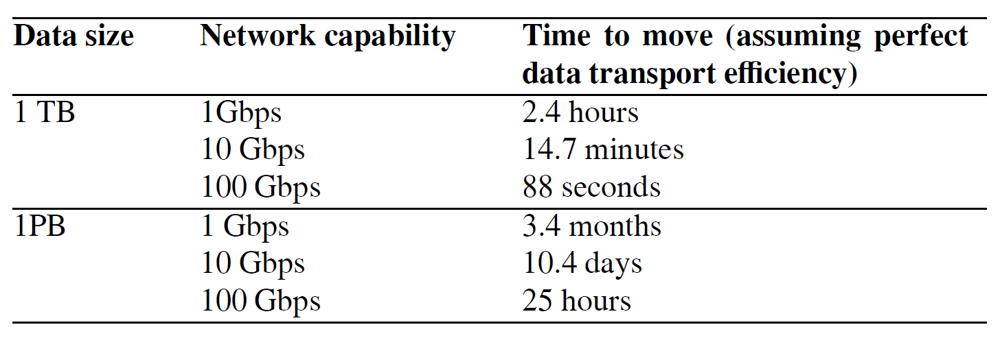 Data size Network capability Time to move (assuming perfect
data transport efficiency)
1 TB 1Gbps 2.4 hours
10 Gbps 14.7 minutes
100 Gbps 88 seconds
1PB 1 Gbps 3.4 months
10 Gbps 10.4 days
100 Gbps 25 hours